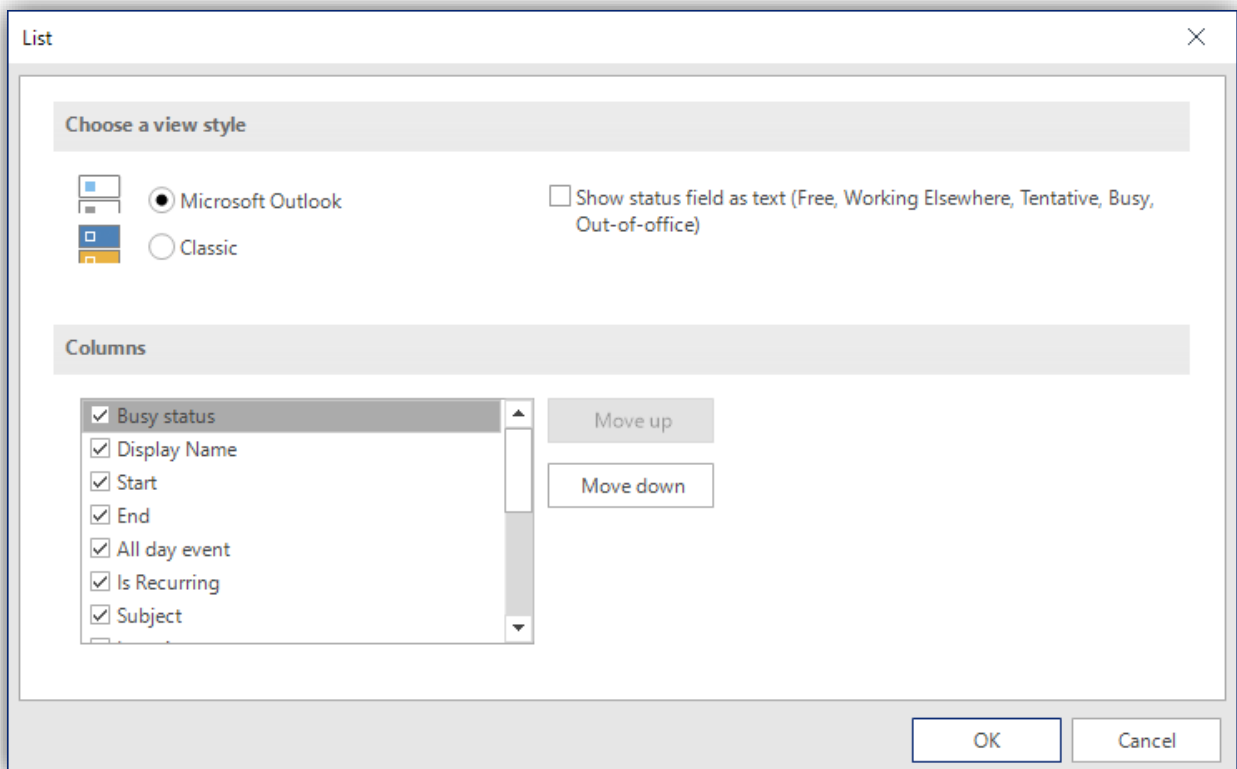 List
Choose a view style
Microsoft Outlook
Classic
Show status field as text (Free, Working Elsewhere, Tentative, Busy,
Out-of-office)
Columns
Busy status
Display Name
Start
End
All day event
Is Recurring
Subject
Move up
Move down
OK
Cancel